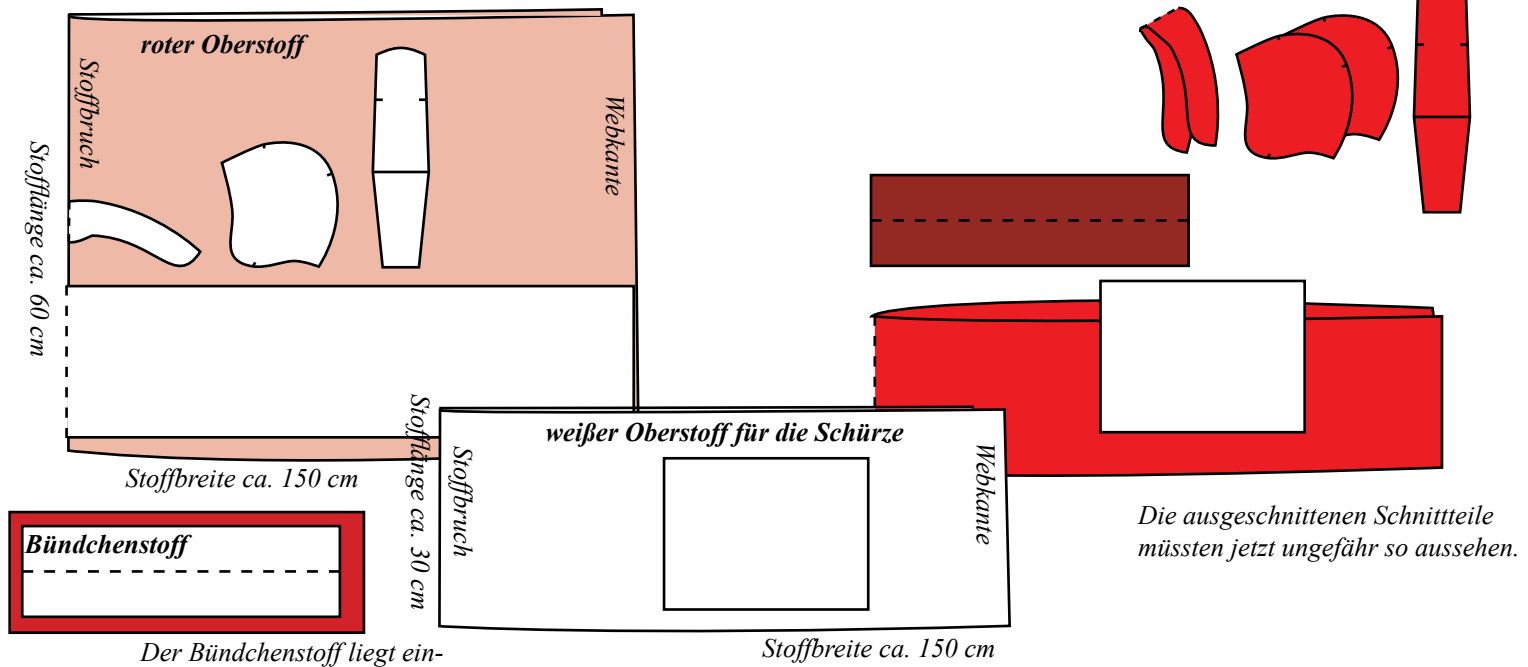 roter Oberstoff
Stoffbruch
Webkante
Stofflänge ca. 60 cm
Stoffbreite ca. 150 cm
Bündchenstoff
Der Bündchenstoff liegt ein-
weißer Oberstoff für die Schürze
Stofflänge ca. 30 cm
Stoffbruch
Webkante
Stoffbreite ca. 150 cm
Die ausgeschnittenen Schnittteile
müssten jetzt ungefähr so aussehen.